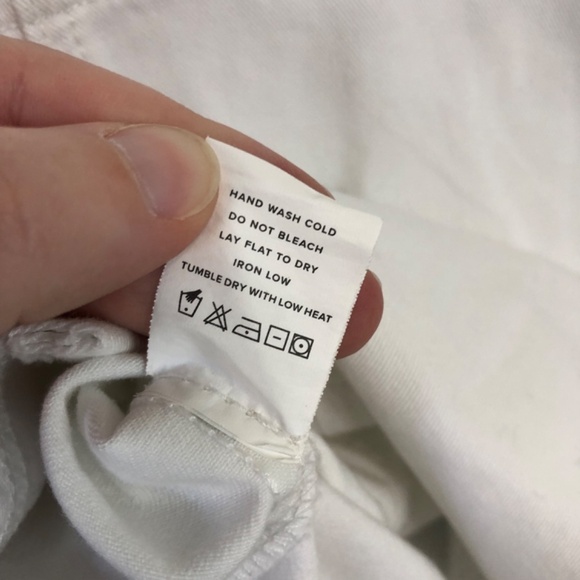 HAND WASH COLD
DO NOT BLEACH
LAY FLAT TO DRY
IRON LOW
TUMBLE DRY WITH LOW HEAT